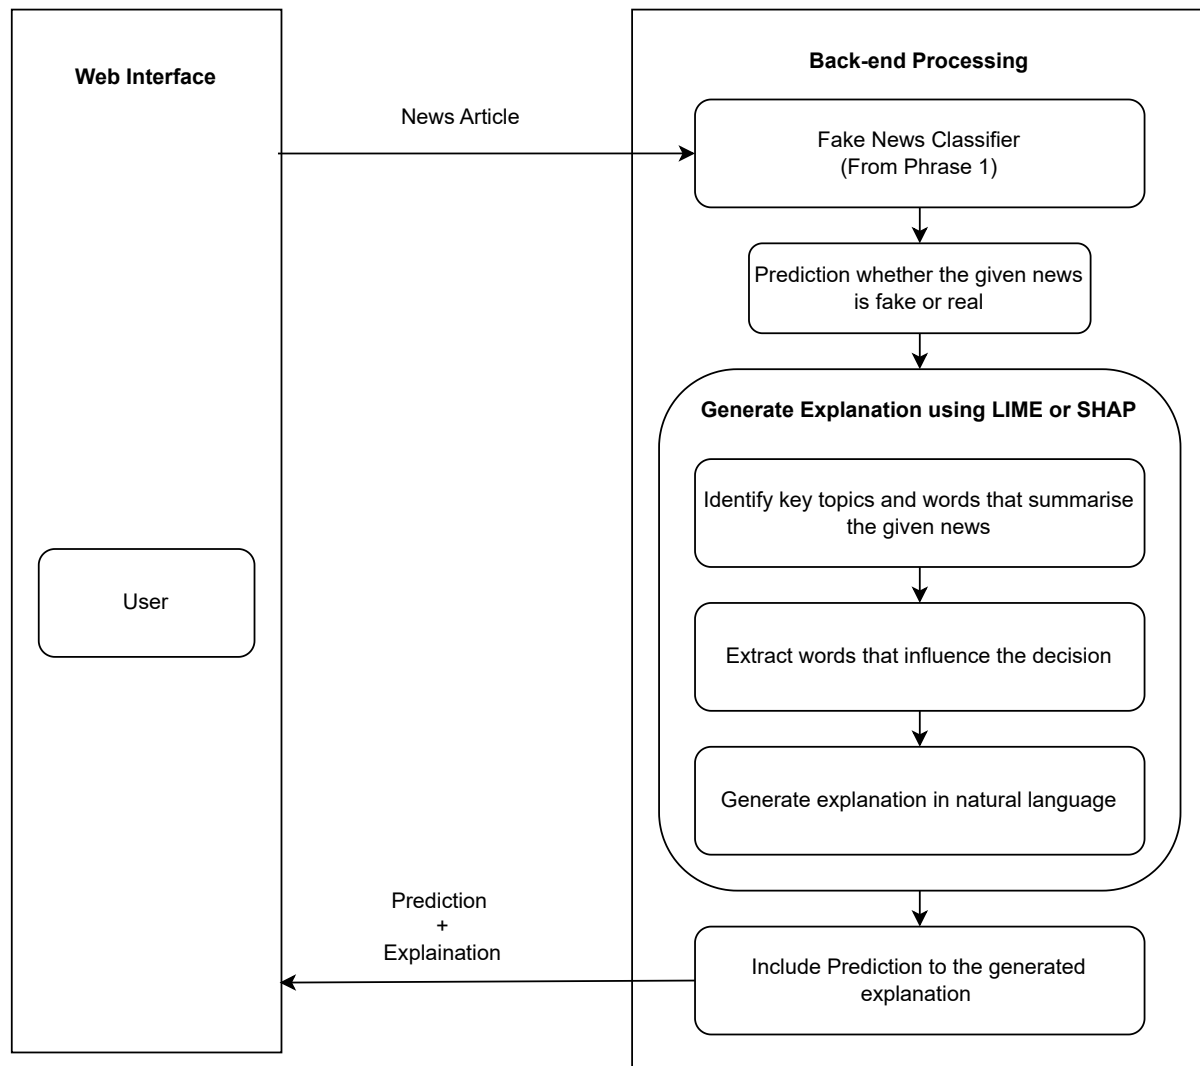 Web Interface
User
News Article
Back-end Processing
Fake News Classifier
(From Phrase 1)
Prediction whether the given news
is fake or real
Generate Explanation using LIME or SHAP
Identify key topics and words that summarise
the given news
Extract words that influence the decision
Generate explanation in natural language
Include Prediction to the generated
explanation
Prediction
+
Explaination